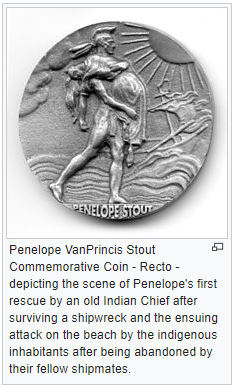 PENELOPE STOUT
Penelope VanPrincis Stout
Commemorative Coin - Recto -
depicting the scene of Penelope's first
rescue by an old Indian Chief after
surviving a shipwreck and the ensuing
attack on the beach by the indigenous
inhabitants after being abandoned by
their fellow shipmates.